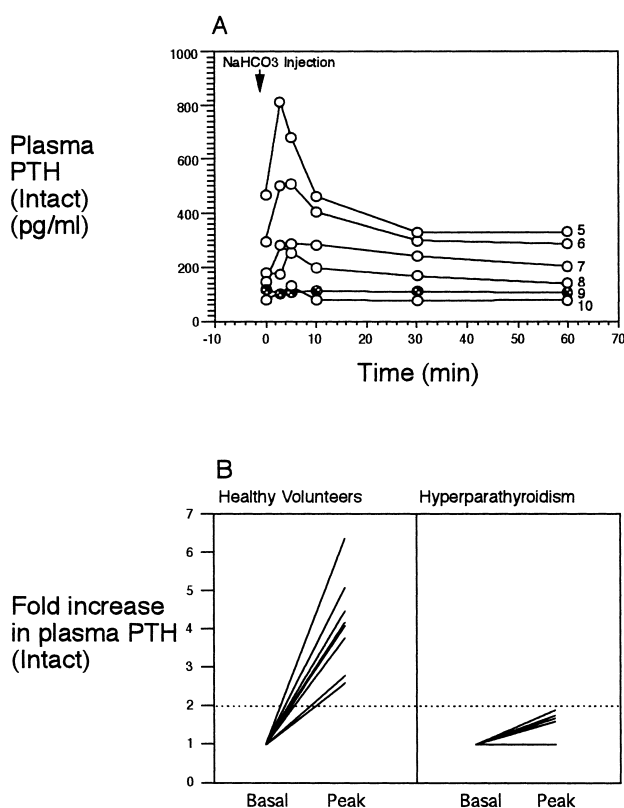 A
NaHCO3 Injection
Plasma
PTH
(Intact)
(pg/ml)
1000
800
600
400
200
0
5
6
7
8
9
10
-10 0 10 20 30 40 50 60 70
Time (min)
B
Healthy Volunteers Hyperparathyroidism
Fold increase
in plasma PTH
(Intact)
7
6
5
4
3
2
1
0
Basal Peak Basal Peak